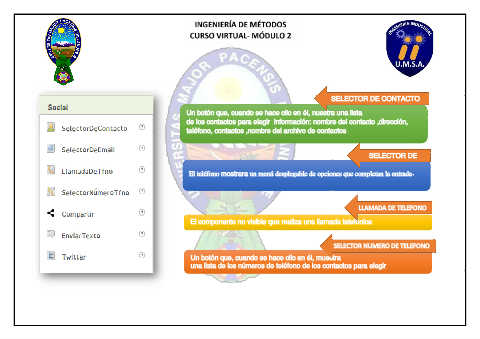 INGENIERÍA DE MÉTODOS
CURSO VIRTUAL- MÓDULO 2
U.M.S.A.
Social
SelectorDeContacto
SelectorDeEmail
LlamadaDeTfno
SelectorNúmeroTfno
Compartir
EnviarTexto
Twitter
SELECTOR DE CONTACTO
Un botón que, cuando se hace clic en él, muestra una lista
de los contactos para elegir información: nombre del contacto ,dirección,
teléfono, contactos ,nombre del archivo de contactos
SELECTOR DE
El teléfono mostrara un menú desplegable de opciones que completan la entrada-
LLAMADA DE TELEFONO
El componente no visible que realiza una llamada telefónica
SELECTOR NUMERO DE TELEFONO
Un botón que, cuando se hace clic en él, muestra
una lista de los números de teléfono de los contactos para elegir
MAJOR PACENSIS